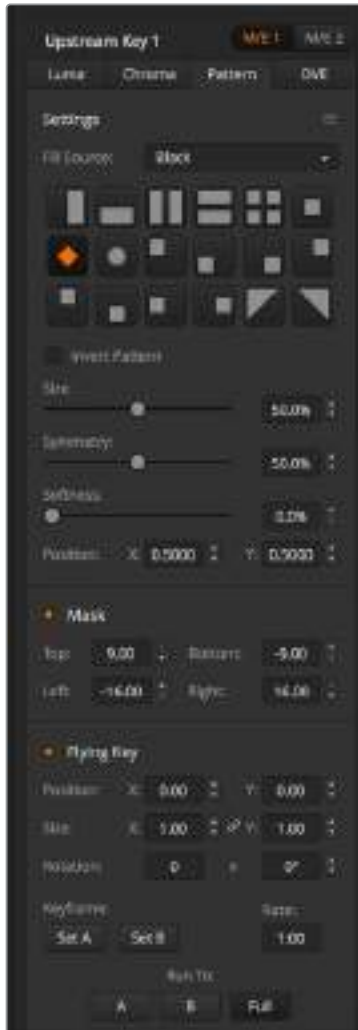 Upstream Key 1 M/E 1 M/E 2
Luma Chroma Pattern DVE
Settings
Fill Source: Black
Invert Pattern
Size:
50.0%
Symmetry:
50.0%
Softness:
0.0%
Position: X: 0.5000 Y: 0.5000
Mask
Top: 9.00 Bottom: -9.00
Left: -16.00 Right: 16.00
Flying Key
Position: X: 0.00 Y: 0.00
Size: X: 1.00 Y: 1.00
Rotation: 0 + 0°
Keyframe: Rate:
Set A Set B 1:00
Run To:
A B Full